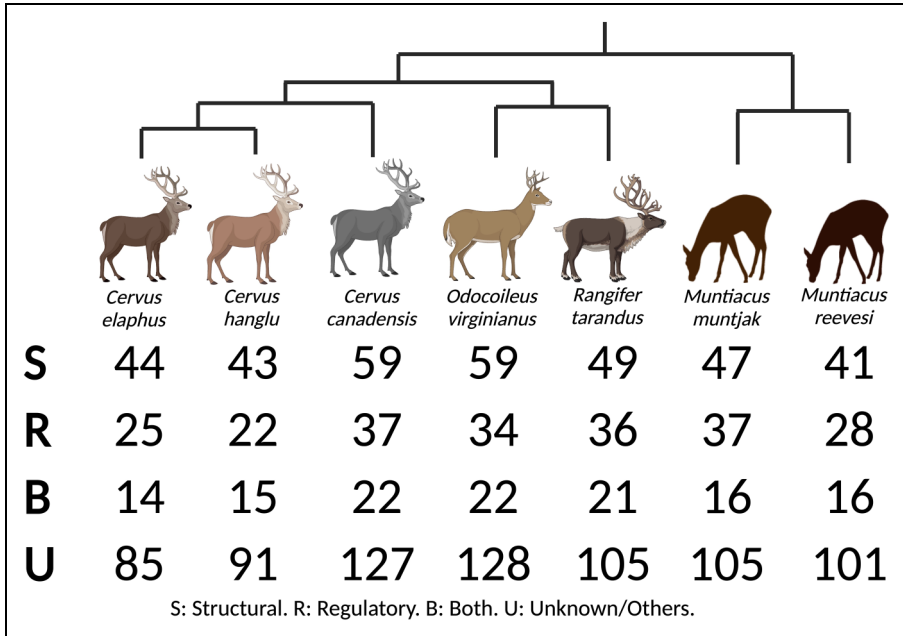 Cervus Cervus Cervus Odocoileus Rangifer Muntiacus Muntiacus
elaphus hanglu canadensis virginianus tarandus muntjak reevesi
S 44 43 59 59 49 47 41
R 25 22 37 34 36 37 28
B 14 15 22 22 21 16 16
U 85 91 127 128 105 105 101
S: Structural. R: Regulatory. B: Both. U: Unknown/Others.